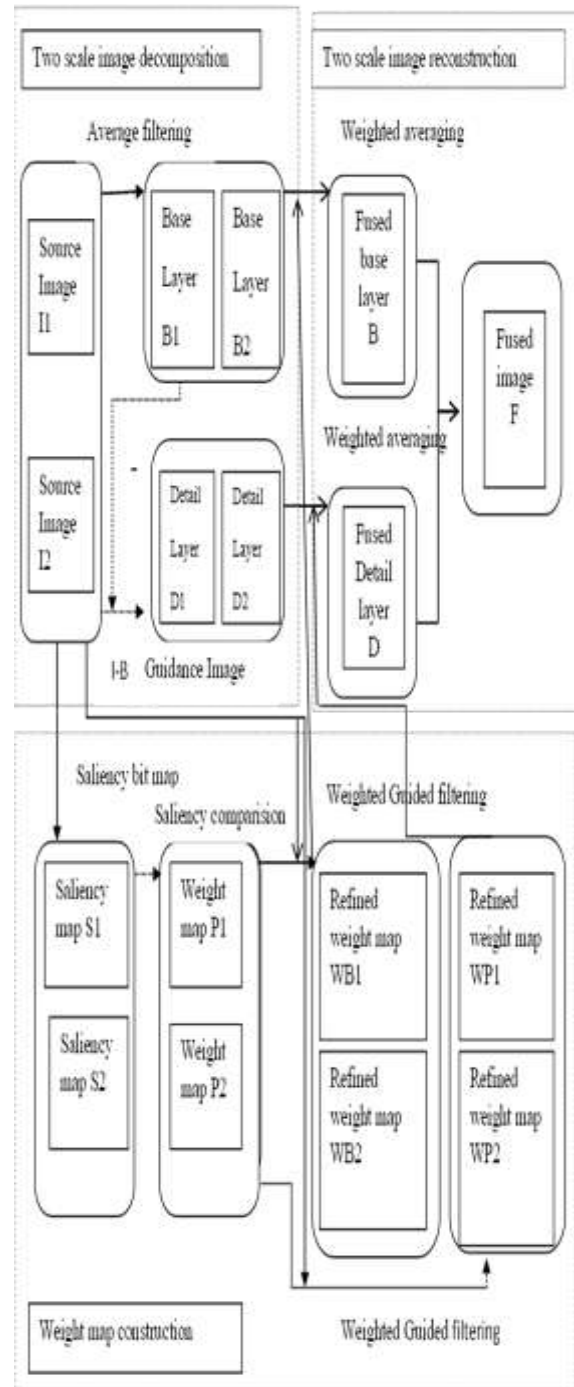 Two scale image decomposition
Two scale image reconstruction
Average filtering
Weighted averaging
Source
Image
I1
Base
Layer
B1
Base
Layer
B2
Fused
base
layer
B
Fused
image
F
Weighted averaging
Source
Image
I2
-
Detail
Layer
D1
Detail
Layer
D2
Fused
Detail
layer
D
I-B
Guidance Image
Saliency bit map
Saliency comparision
Weighted Guided filtering
Saliency
map S1
Weight
map P1
Refined
weight map
WB1
Refined
weight map
WP1
Saliency
map S2
Weight
map P2
Refined
weight map
WB2
Refined
weight map
WP2
Weight map construction
Weighted Guided filtering